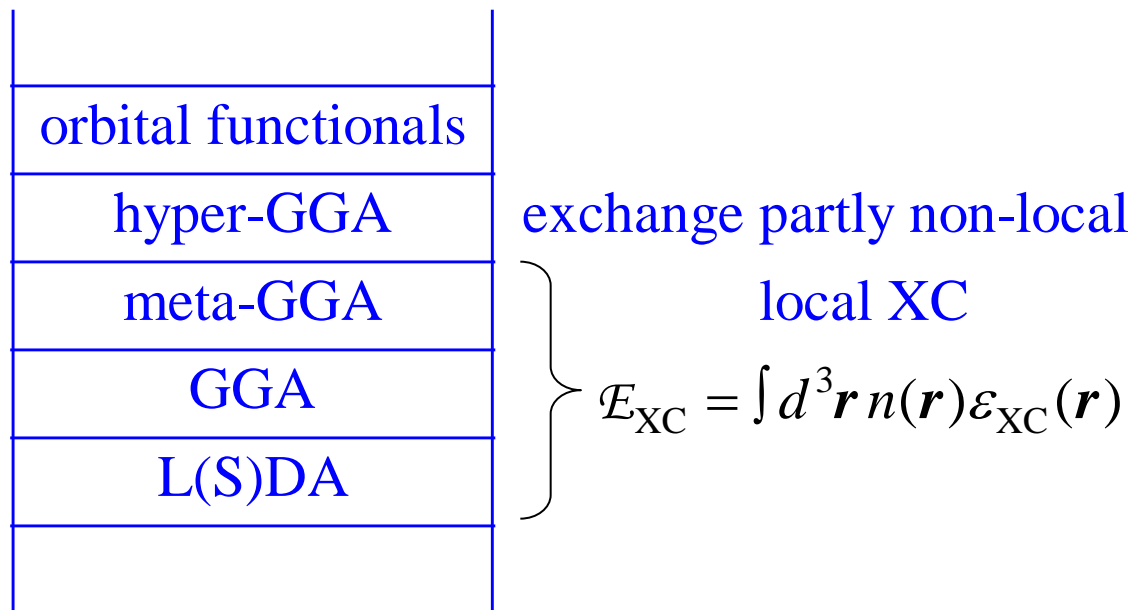 orbital functionals
hyper-GGA exchange partly non-local
meta-GGA local XC
GGA ℰ_XC = ∫d³𝒓 n(𝒓)ε_XC(𝒓)
L(S)DA